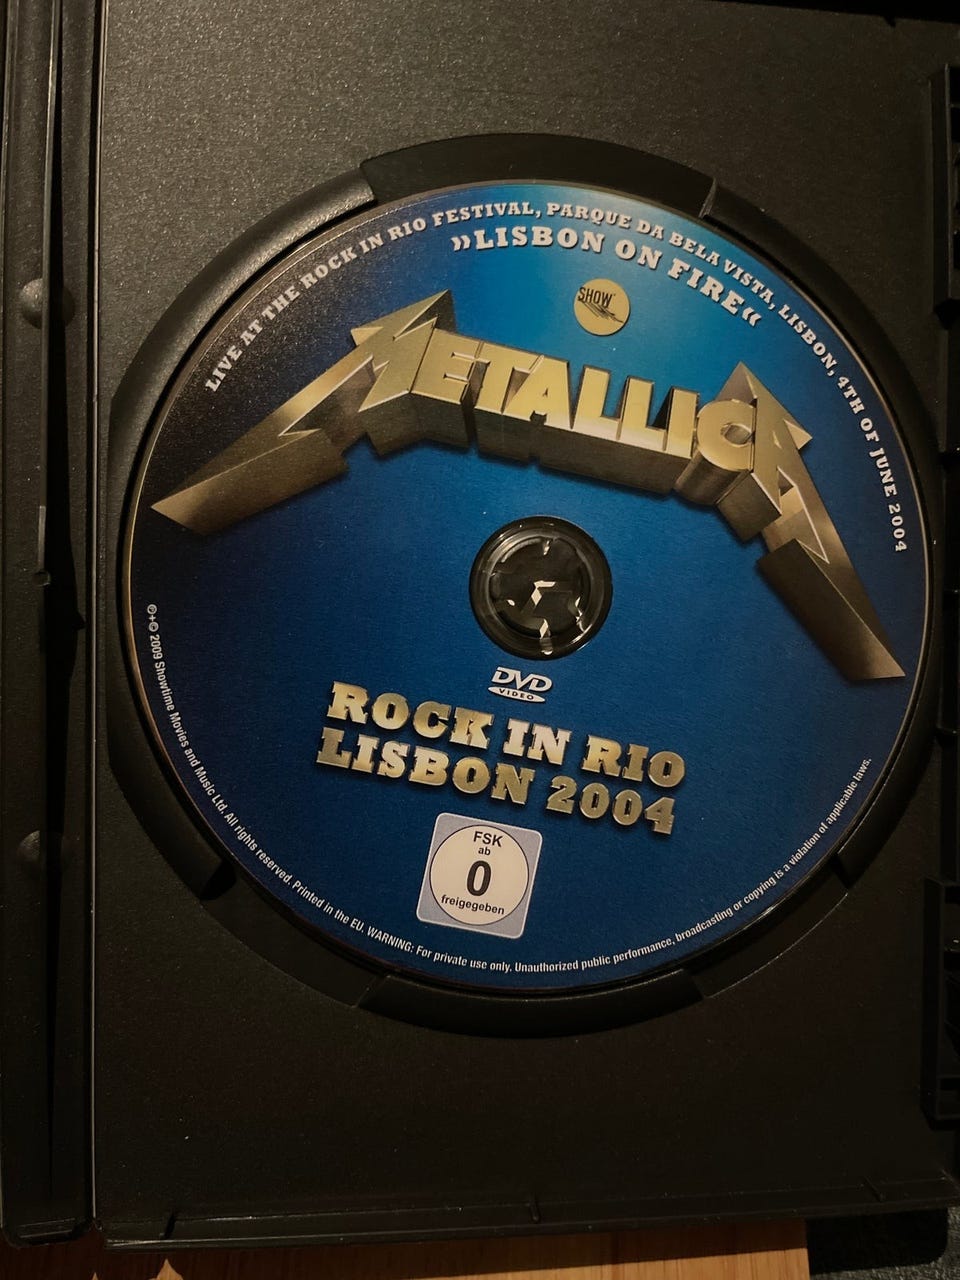 LIVE AT THE ROCK IN RIO FESTIVAL, PARQUE DA BELA VISTA, LISBON, 4TH OF JUNE 2004
»LISBON ON FIRE«
SHOW
METALLICA
DVD
VIDEO
ROCK IN RIO
LISBON 2004
FSK
ab
0
freigegeben
2009 Showtime Movies and Music Ltd. All rights reserved. Printed in the EU. WARNING: For private use only. Unauthorized public performance, broadcasting or copying is a violation of applicable laws.